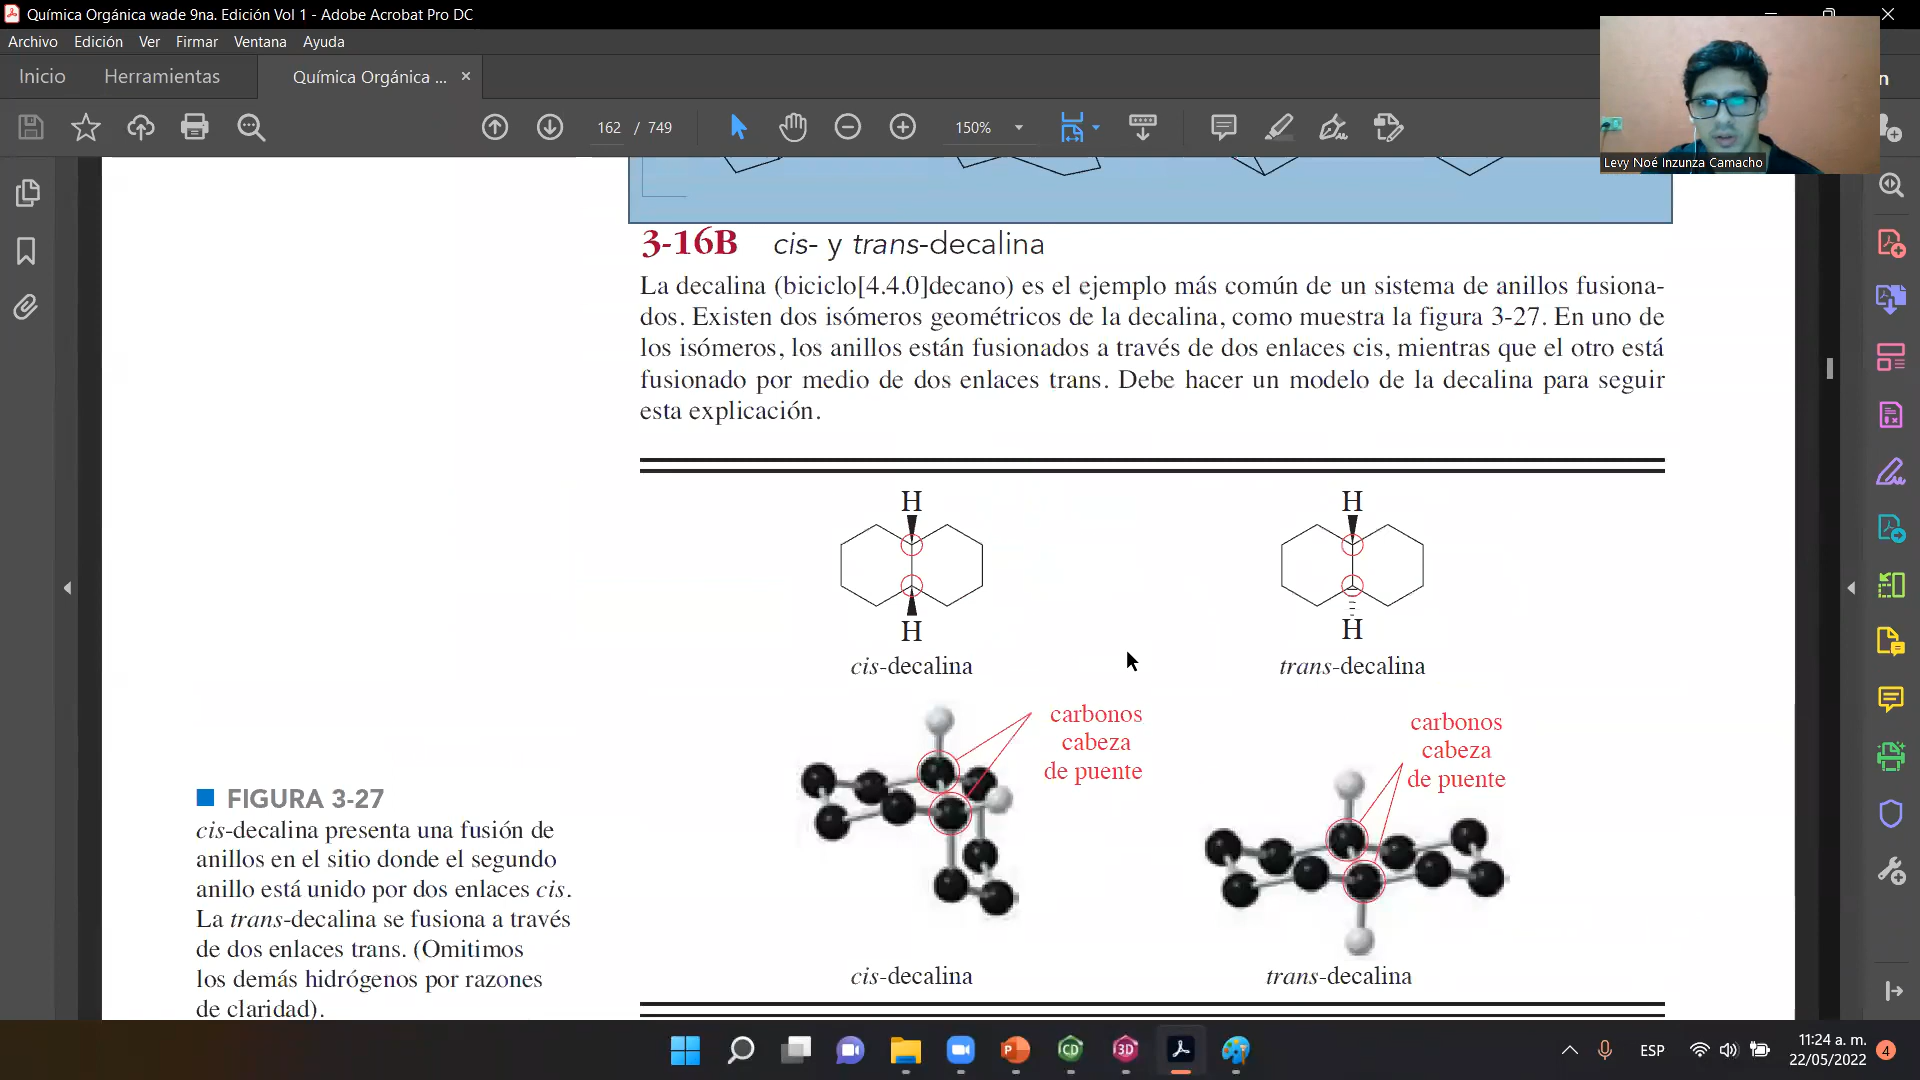 Química Orgánica wade 9na. Edición Vol 1 - Adobe Acrobat Pro DC
Archivo Edición Ver Firmar Ventana Ayuda
Inicio Herramientas Química Orgánica ... ×
162 / 749 150%
Levy Noé Inzunza Camacho
3-16B cis- y trans-decalina
La decalina (biciclo[4.4.0]decano) es el ejemplo más común de un sistema de anillos fusiona-
dos. Existen dos isómeros geométricos de la decalina, como muestra la figura 3-27. En uno de
los isómeros, los anillos están fusionados a través de dos enlaces cis, mientras que el otro está
fusionado por medio de dos enlaces trans. Debe hacer un modelo de la decalina para seguir
esta explicación.
H H
H H
cis-decalina trans-decalina
carbonos
cabeza
de puente
carbonos
cabeza
de puente
cis-decalina trans-decalina
FIGURA 3-27
cis-decalina presenta una fusión de
anillos en el sitio donde el segundo
anillo está unido por dos enlaces cis.
La trans-decalina se fusiona a través
de dos enlaces trans. (Omitimos
los demás hidrógenos por razones
de claridad).
P CD 3D
ESP
11:24 a. m.
22/05/2022
4